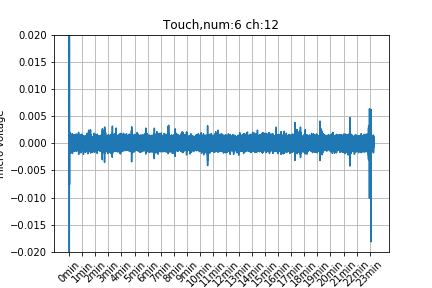 Touch,num:6 ch:12
0.020
0.015
0.010
0.005
0.000
−0.005
−0.010
−0.015
−0.020
micro voltage
0min
1min
2min
3min
4min
5min
6min
7min
8min
9min
10min
11min
12min
13min
14min
15min
16min
17min
18min
19min
20min
21min
22min
23min